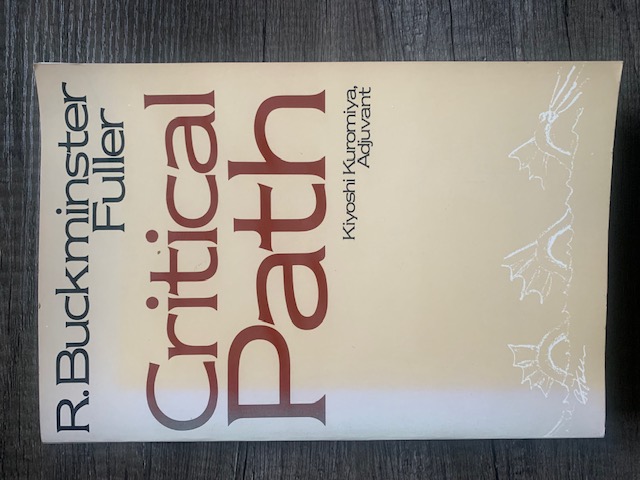 R. Buckminster
Fuller
Critical
Path
Kiyoshi Kuromiya,
Adjuvant